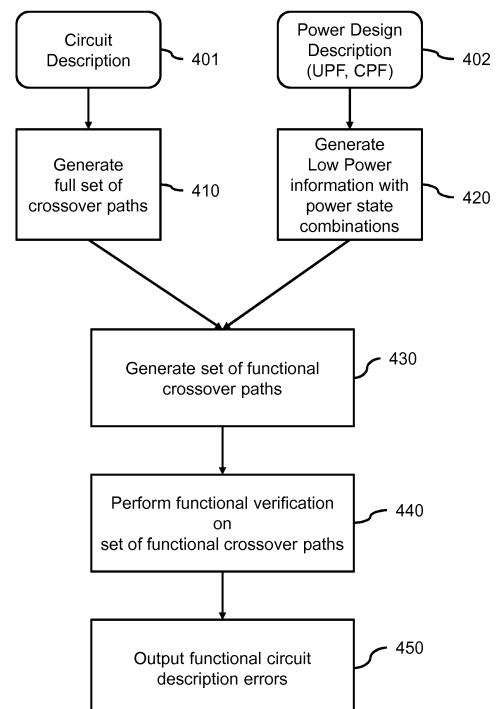 Circuit
Description
401
Power Design
Description
(UPF, CPF)
402
Generate
full set of
crossover paths
410
Generate
Low Power
information with
power state
combinations
420
Generate set of functional
crossover paths
430
Perform functional verification
on
set of functional crossover paths
440
Output functional circuit
description errors
450